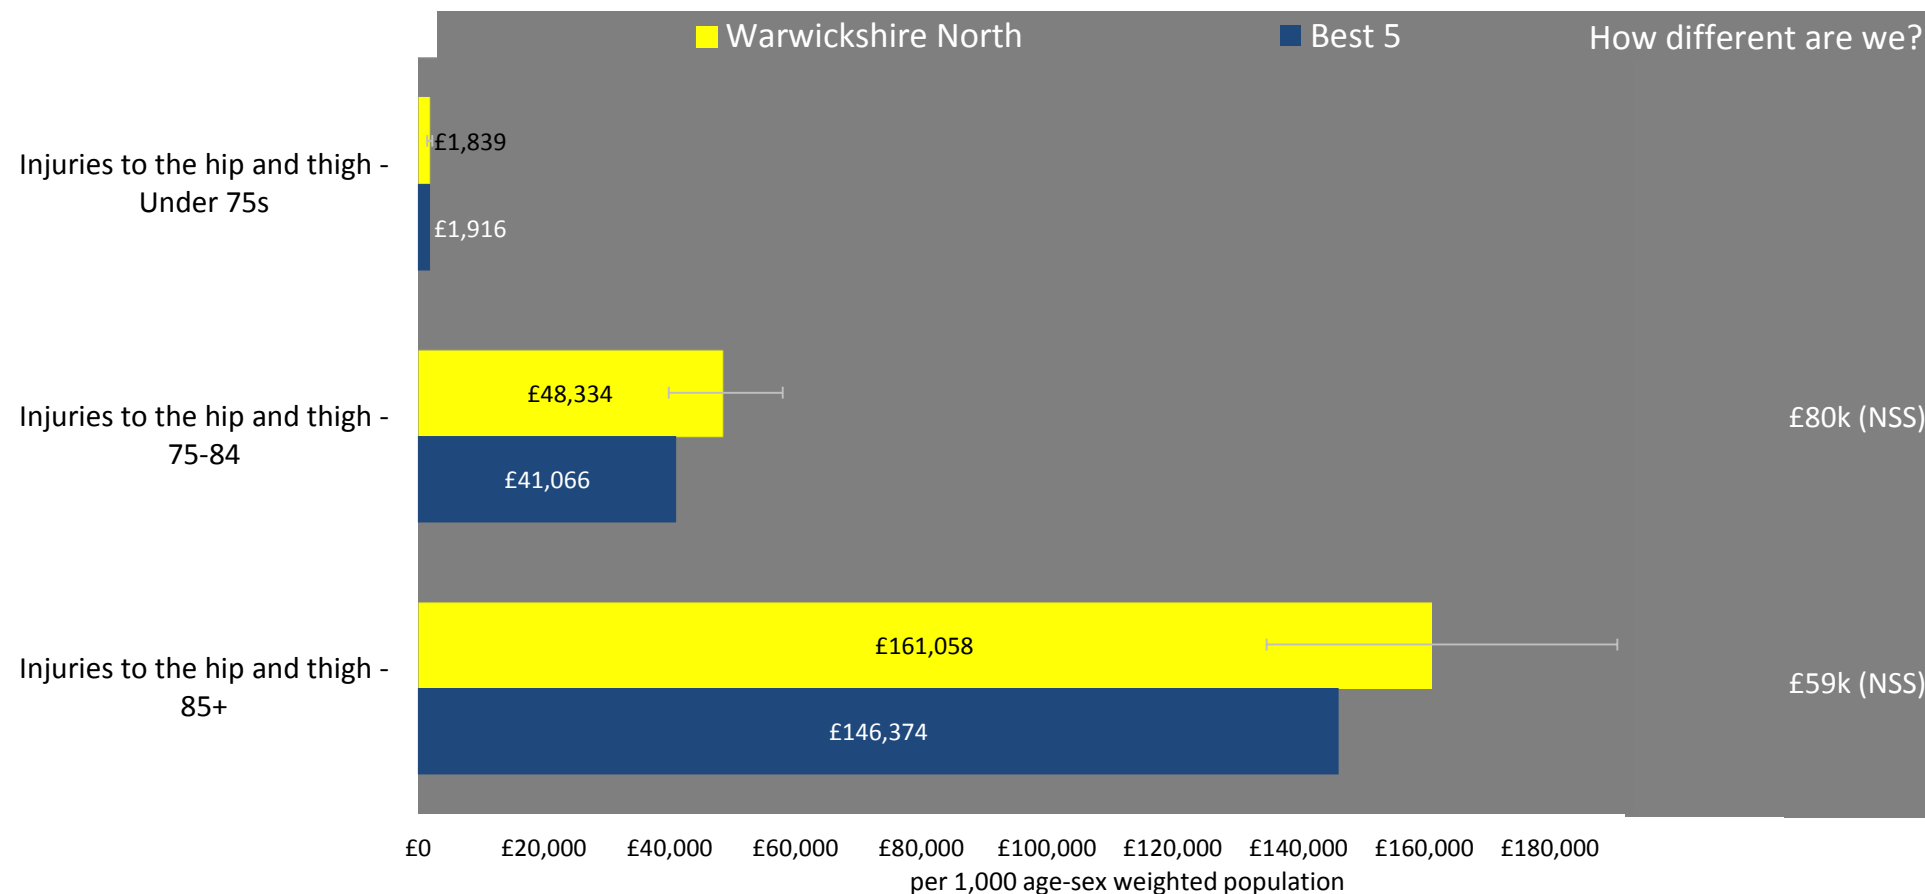 Warwickshire North
Best 5
How different are we?
Injuries to the hip and thigh -
Under 75s
£1,839
£1,916
Injuries to the hip and thigh -
75-84
£48,334
£41,066
£80k (NSS)
Injuries to the hip and thigh -
85+
£161,058
£146,374
£59k (NSS)
£0 £20,000 £40,000 £60,000 £80,000 £100,000 £120,000 £140,000 £160,000 £180,000
per 1,000 age-sex weighted population